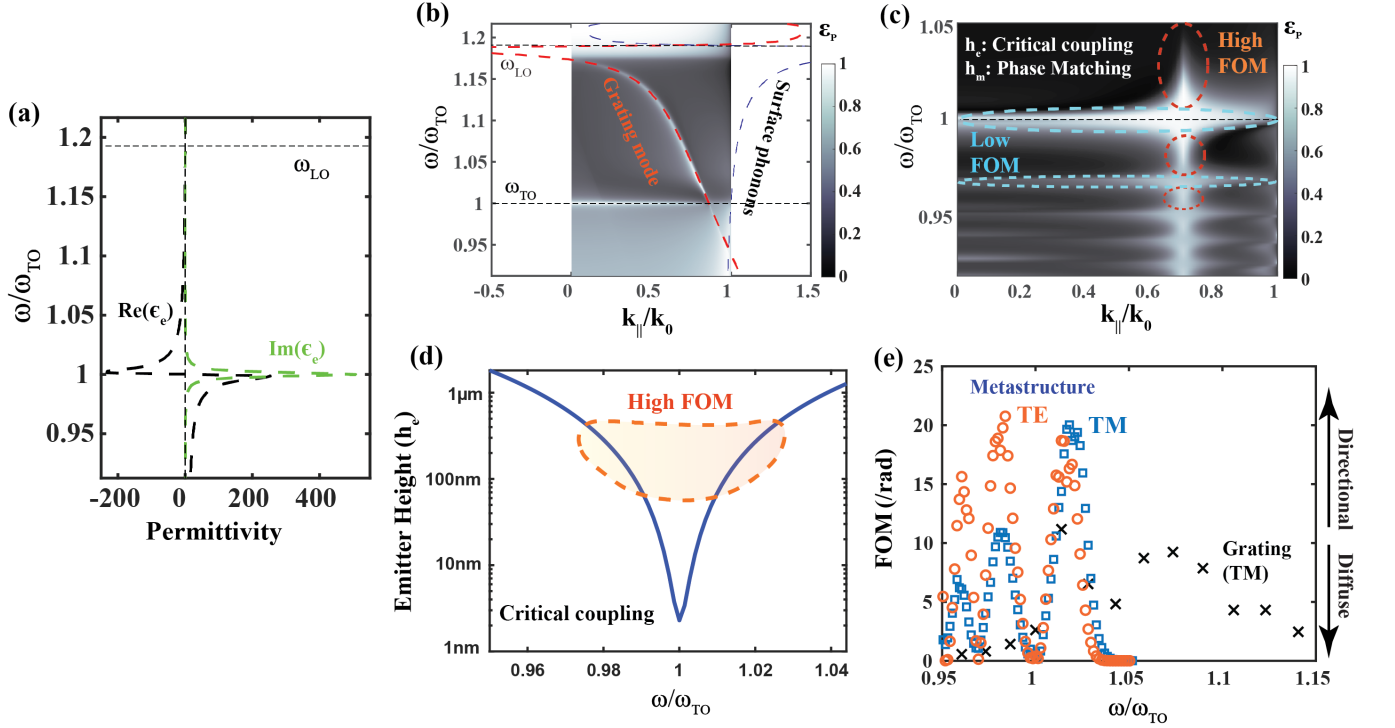 (a)
ω/ω_TO
1.2
1.15
1.1
1.05
1
0.95
ω_LO
Re(ϵ_e)
Im(ϵ_e)
-200
0
200
400
Permittivity
(b)
ω/ω_TO
1.2
1.15
1.1
1.05
1
0.95
ω_LO
ω_TO
Grating mode
Surface phonons
-0.5
0
0.5
1
1.5
k_||/k_0
ε_P
1
0.8
0.6
0.4
0.2
0
(c)
ω/ω_TO
1.05
1
0.95
h_e: Critical coupling
h_m: Phase Matching
High
FOM
Low
FOM
0
0.2
0.4
0.6
0.8
1
k_||/k_0
ε_P
1
0.8
0.6
0.4
0.2
0
(d)
Emitter Height (h_e)
1μm
100nm
10nm
1nm
High FOM
Critical coupling
0.96
0.98
1
1.02
1.04
ω/ω_TO
(e)
FOM (/rad)
25
20
15
10
5
0
Metastructure
TE
TM
Grating
(TM)
0.95
1
1.05
1.1
1.15
ω/ω_TO
Directional
Diffuse